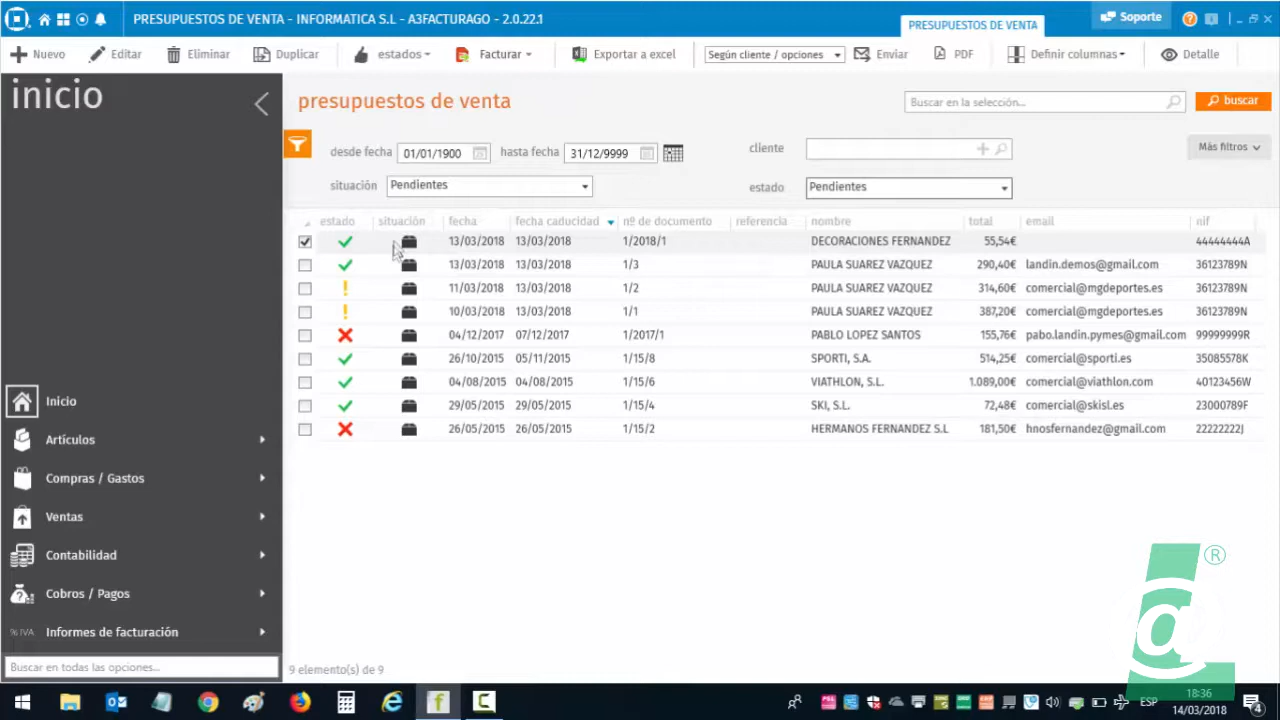 PRESUPUESTOS DE VENTA - INFORMATICA S.L - A3FACTURAGO - 2.0.22.1
PRESUPUESTOS DE VENTA
Soporte
Nuevo Editar Eliminar Duplicar estados Facturar Exportar a excel Según cliente / opciones Enviar PDF Definir columnas Detalle
inicio
presupuestos de venta
Buscar en la selección...
buscar
desde fecha 01/01/1900 hasta fecha 31/12/9999 cliente Más filtros
situación Pendientes estado Pendientes
estado situación fecha fecha caducidad nº de documento referencia nombre total email nif
13/03/2018 13/03/2018 1/2018/1 DECORACIONES FERNANDEZ 55,54€ 44444444A
13/03/2018 13/03/2018 1/3 PAULA SUAREZ VAZQUEZ 290,40€ landin.demos@gmail.com 36123789N
11/03/2018 13/03/2018 1/2 PAULA SUAREZ VAZQUEZ 314,60€ comercial@mgdeportes.es 36123789N
10/03/2018 13/03/2018 1/1 PAULA SUAREZ VAZQUEZ 387,20€ comercial@mgdeportes.es 36123789N
04/12/2017 07/12/2017 1/2017/1 PABLO LOPEZ SANTOS 155,76€ pabo.landin.pymes@gmail.com 99999999R
26/10/2015 05/11/2015 1/15/8 SPORTI, S.A. 514,25€ comercial@sporti.es 35085578K
04/08/2015 04/08/2015 1/15/6 VIATHLON, S.L. 1.089,00€ comercial@viathlon.com 40123456W
29/05/2015 29/05/2015 1/15/4 SKI, S.L. 72,48€ comercial@skisl.es 23000789F
26/05/2015 26/05/2015 1/15/2 HERMANOS FERNANDEZ S.L 181,50€ hnosfernandez@gmail.com 22222222J
Inicio
Artículos
Compras / Gastos
Ventas
Contabilidad
Cobros / Pagos
% IVA Informes de facturación
Buscar en todas las opciones...
9 elemento(s) de 9
®
@
ESP
18:36
14/03/2018
4